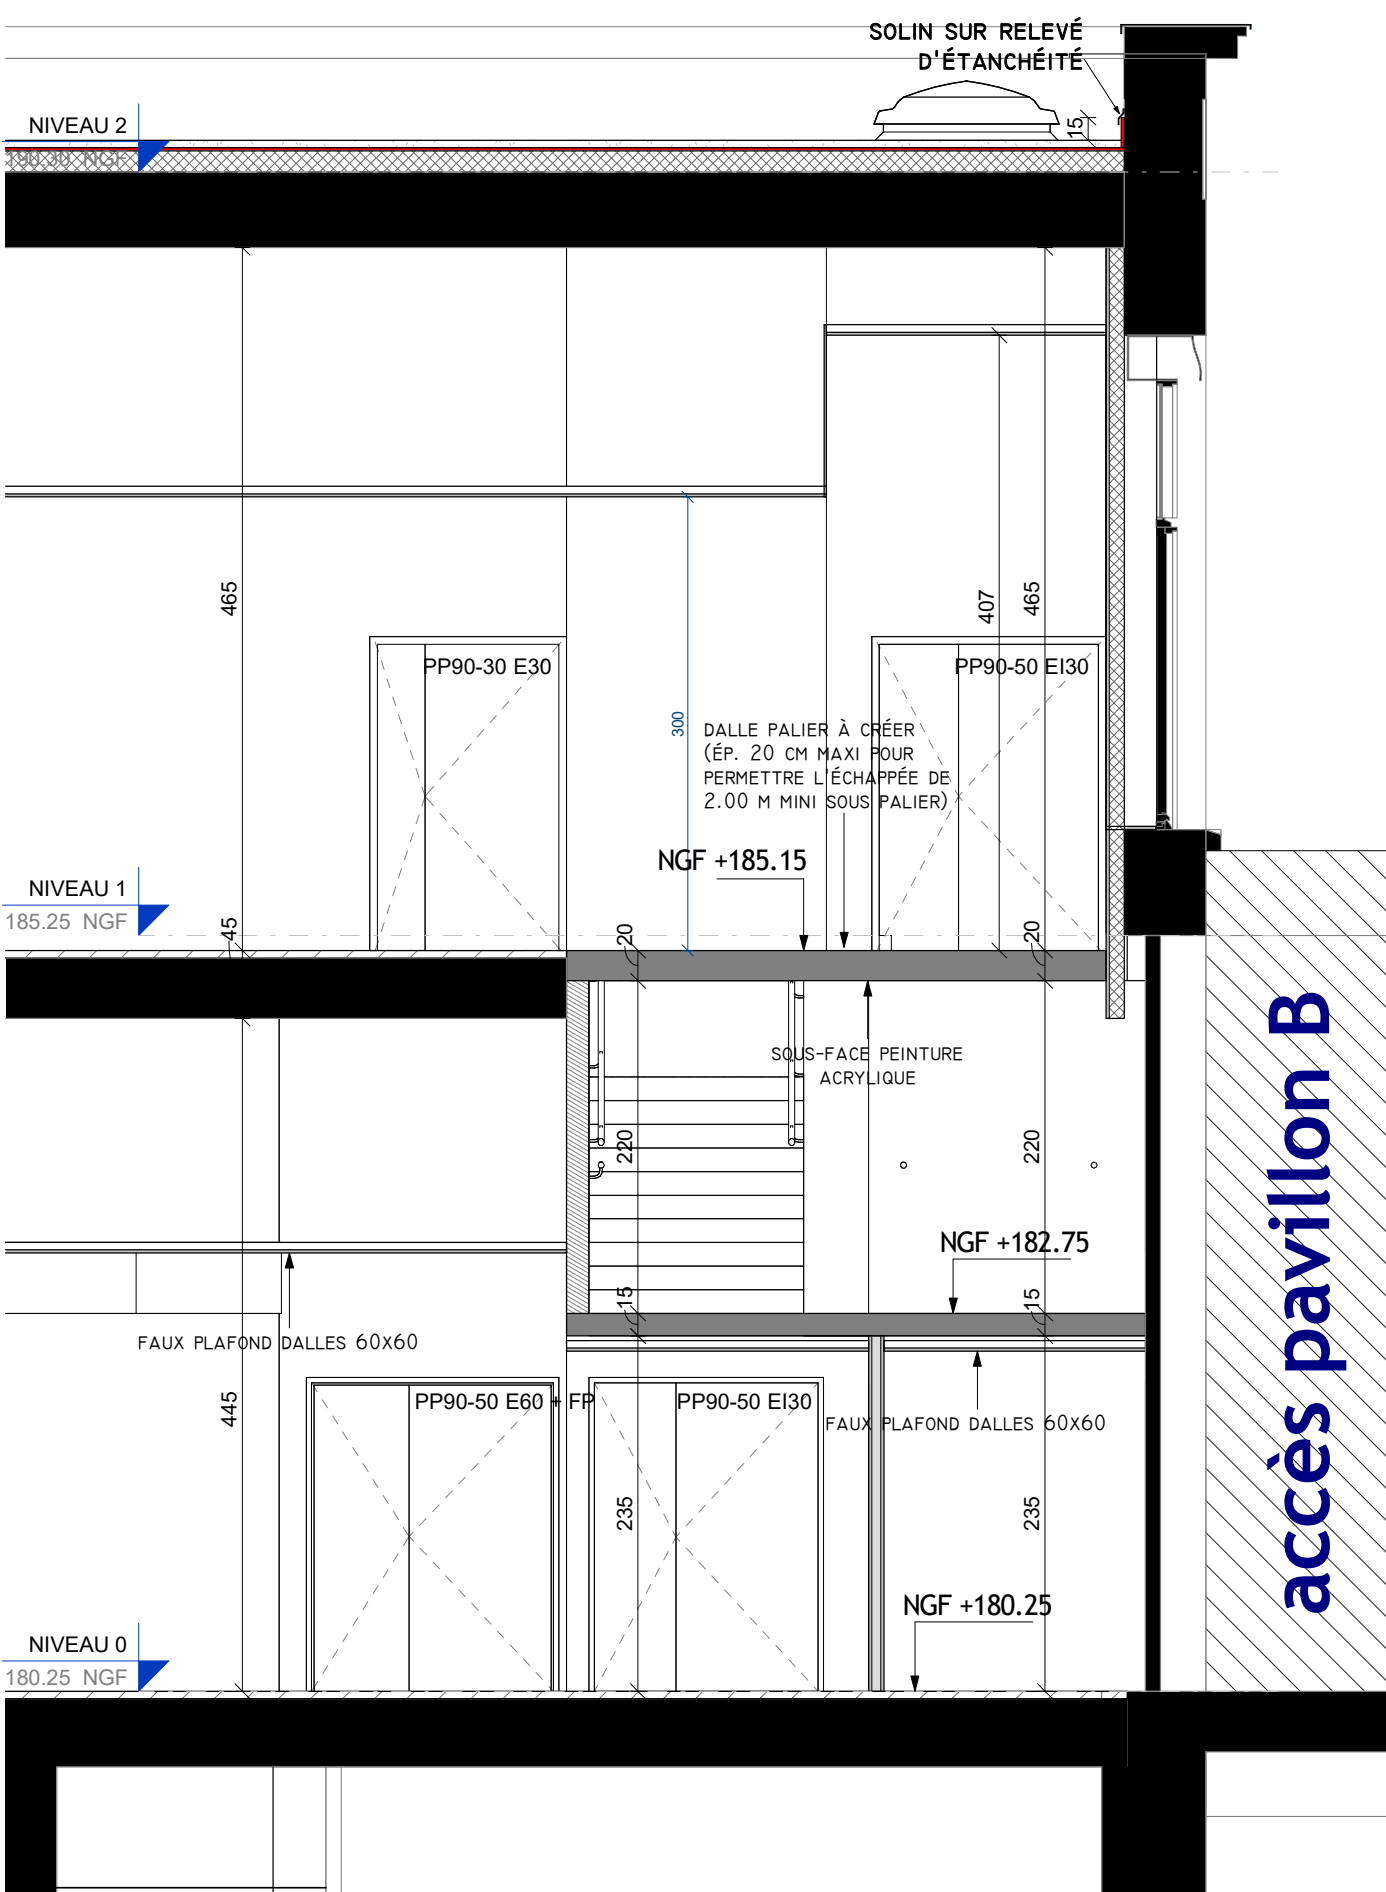 SOLIN SUR RELEVÉ
D'ÉTANCHÉITÉ
15
NIVEAU 2
190.30 NGF
465
407
465
PP90-30 E30
PP90-50 EI30
300
DALLE PALIER À CRÉER
(ÉP. 20 CM MAXI POUR
PERMETTRE L'ÉCHAPPÉE DE
2.00 M MINI SOUS PALIER)
NGF +185.15
NIVEAU 1
185.25 NGF
45
20
20
SOUS-FACE PEINTURE
ACRYLIQUE
220
220
NGF +182.75
15
15
FAUX PLAFOND DALLES 60X60
PP90-50 E60 + FP
PP90-50 EI30
FAUX PLAFOND DALLES 60X60
445
235
235
NGF +180.25
NIVEAU 0
180.25 NGF
accès pavillon B